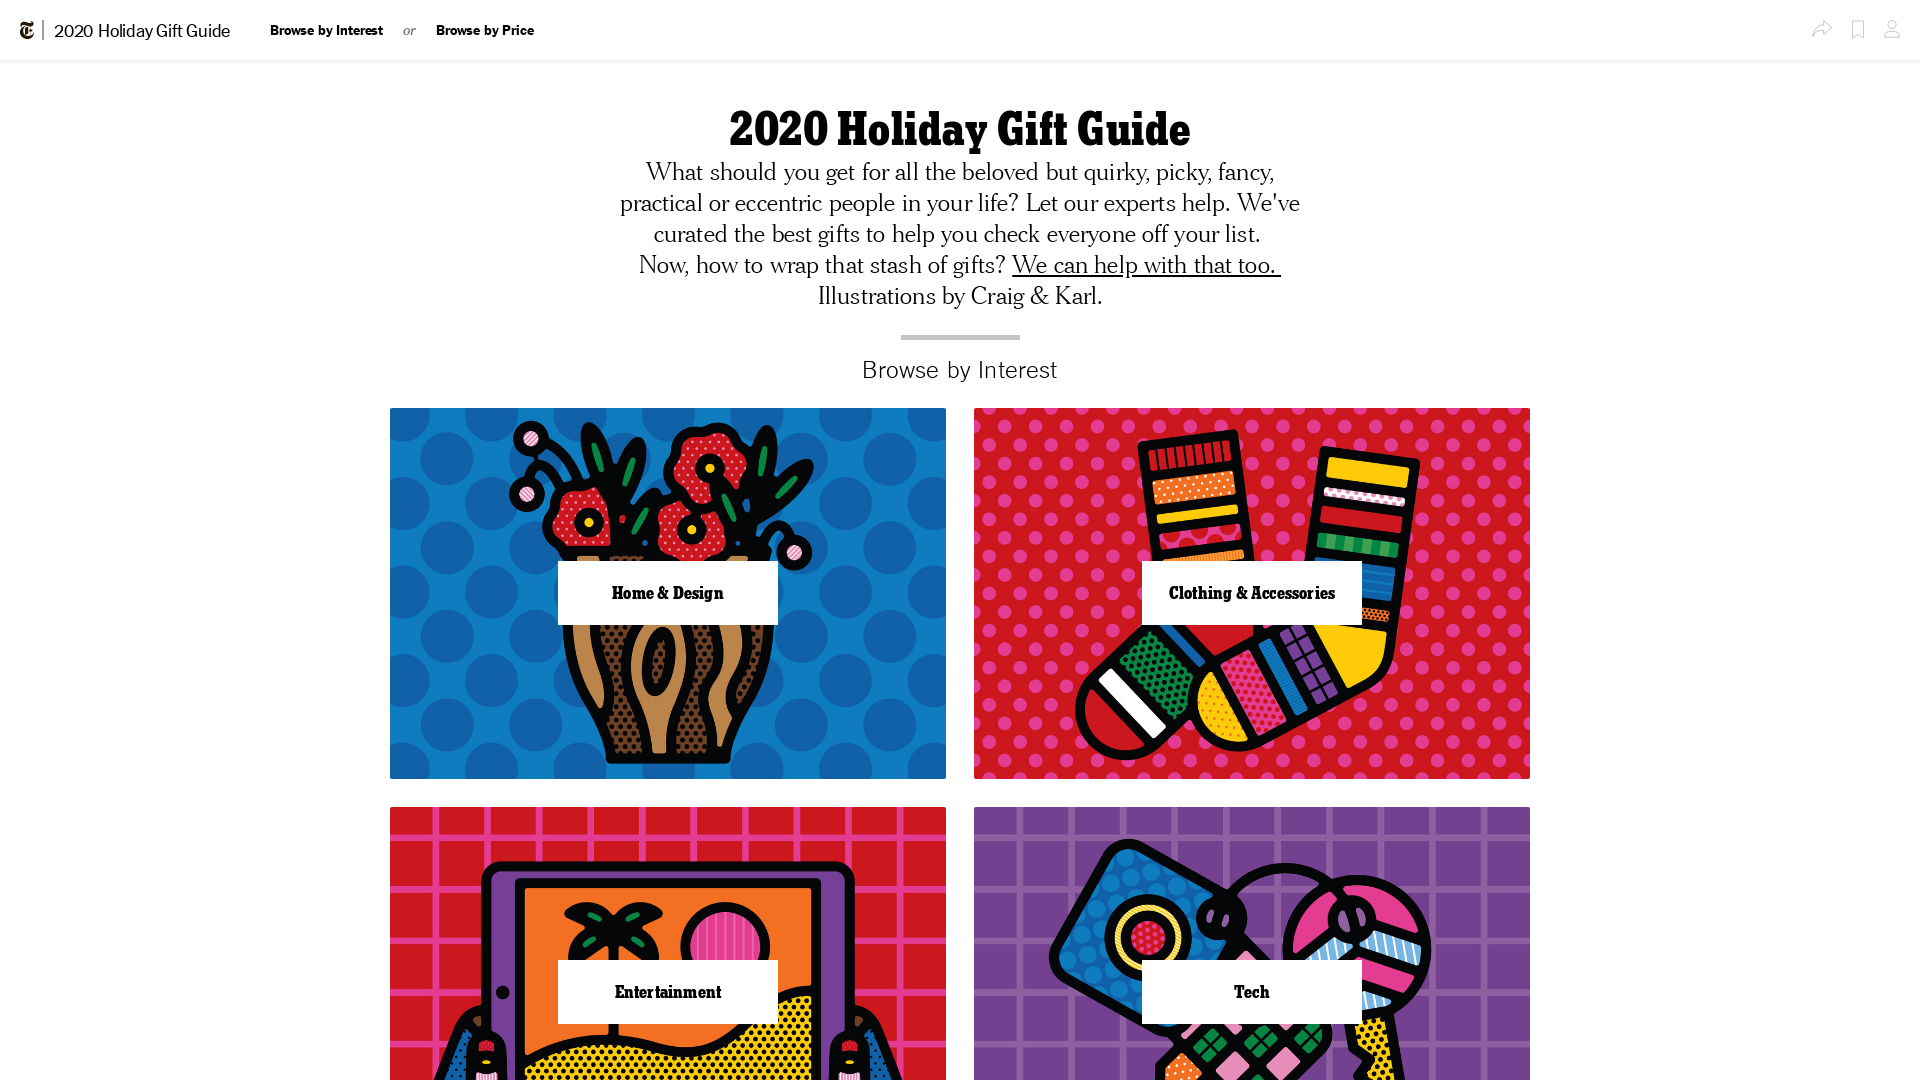 2020 Holiday Gift Guide
Browse by Interest or Browse by Price
2020 Holiday Gift Guide
What should you get for all the beloved but quirky, picky, fancy,
practical or eccentric people in your life? Let our experts help. We've
curated the best gifts to help you check everyone off your list.
Now, how to wrap that stash of gifts? We can help with that too.
Illustrations by Craig & Karl.
Browse by Interest
Home & Design
Clothing & Accessories
Entertainment
Tech